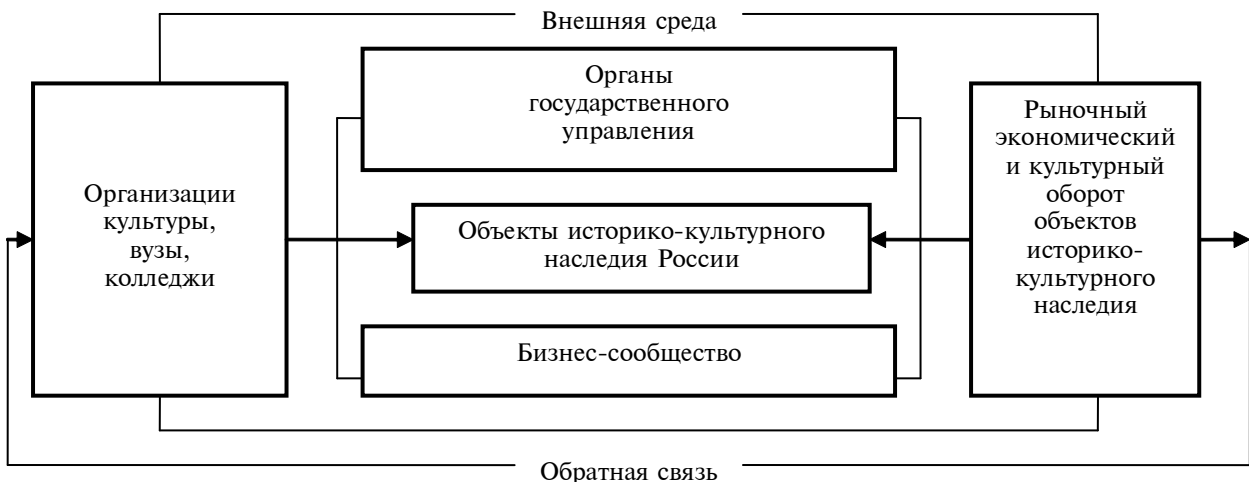 Внешняя среда
Органы
государственного
управления
Организации
культуры,
вузы,
колледжи
Объекты историко-культурного
наследия России
Бизнес-сообщество
Рыночный
экономический
и культурный
оборот
объектов
историко-
культурного
наследия
Обратная связь